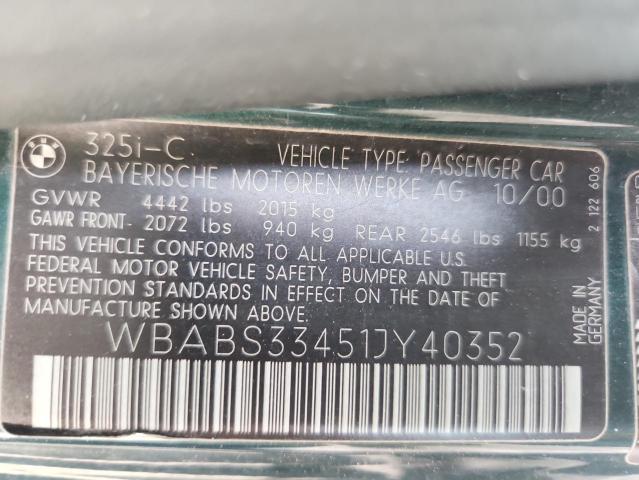 BMW
325i-C VEHICLE TYPE: PASSENGER CAR
BAYERISCHE MOTOREN WERKE AG 10/00
GVWR 4442 lbs 2015 kg
GAWR FRONT- 2072 lbs 940 kg REAR 2546 lbs 1155 kg
THIS VEHICLE CONFORMS TO ALL APPLICABLE U.S.
FEDERAL MOTOR VEHICLE SAFETY, BUMPER AND THEFT
PREVENTION STANDARDS IN EFFECT ON THE DATE OF
MANUFACTURE SHOWN ABOVE.
WBABS33451JY40352
2 122 606
MADE IN GERMANY